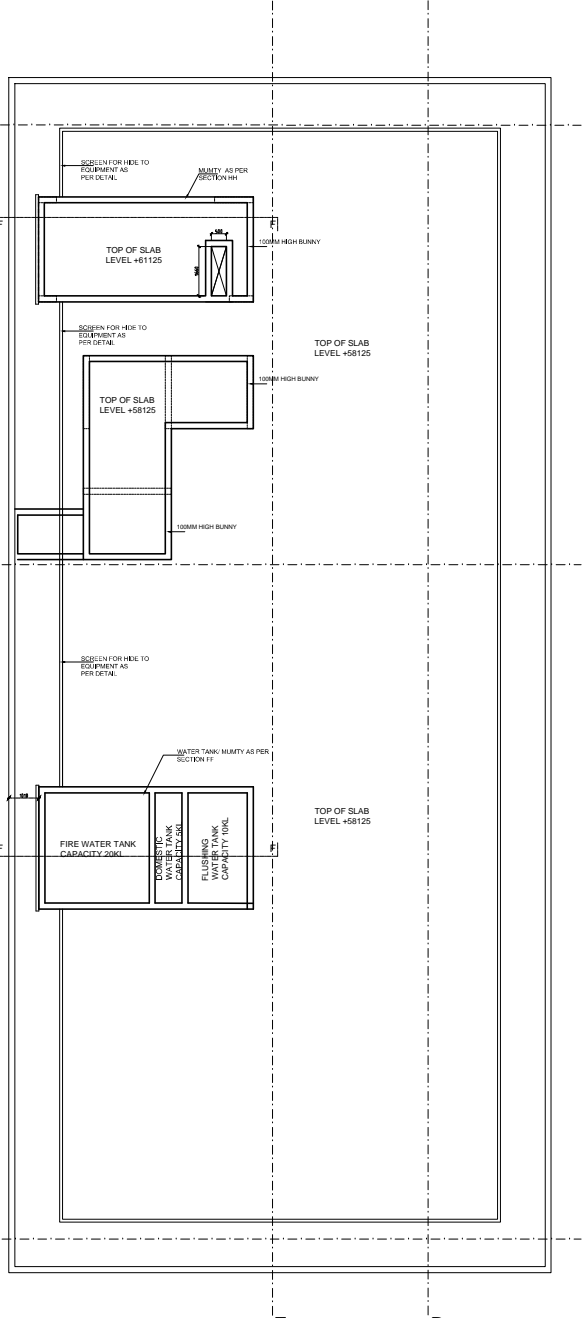 SCREEN FOR HIDE TO
EQUIPMENT AS
PER DETAIL
MUMTY AS PER
SECTION HH
TOP OF SLAB
LEVEL +61125
100MM HIGH BUNNY
SCREEN FOR HIDE TO
EQUIPMENT AS
PER DETAIL
TOP OF SLAB
LEVEL +58125
100MM HIGH BUNNY
TOP OF SLAB
LEVEL +58125
100MM HIGH BUNNY
SCREEN FOR HIDE TO
EQUIPMENT AS
PER DETAIL
WATER TANK/ MUMTY AS PER
SECTION FF
FIRE WATER TANK
CAPACITY 20KL
DOMESTIC
WATER TANK
CAPACITY 5KL
FLUSHING
WATER TANK
CAPACITY 10KL
TOP OF SLAB
LEVEL +58125